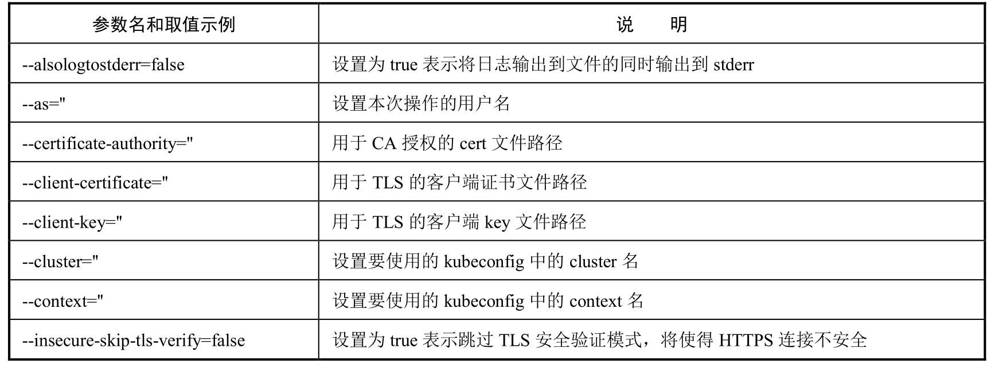 参数名和取值示例 说 明
--alsologtostderr=false 设置为 true 表示将日志输出到文件的同时输出到 stderr
--as='' 设置本次操作的用户名
--certificate-authority='' 用于 CA 授权的 cert 文件路径
--client-certificate='' 用于 TLS 的客户端证书文件路径
--client-key='' 用于 TLS 的客户端 key 文件路径
--cluster='' 设置要使用的 kubeconfig 中的 cluster 名
--context='' 设置要使用的 kubeconfig 中的 context 名
--insecure-skip-tls-verify=false 设置为 true 表示跳过 TLS 安全验证模式，将使得 HTTPS 连接不安全